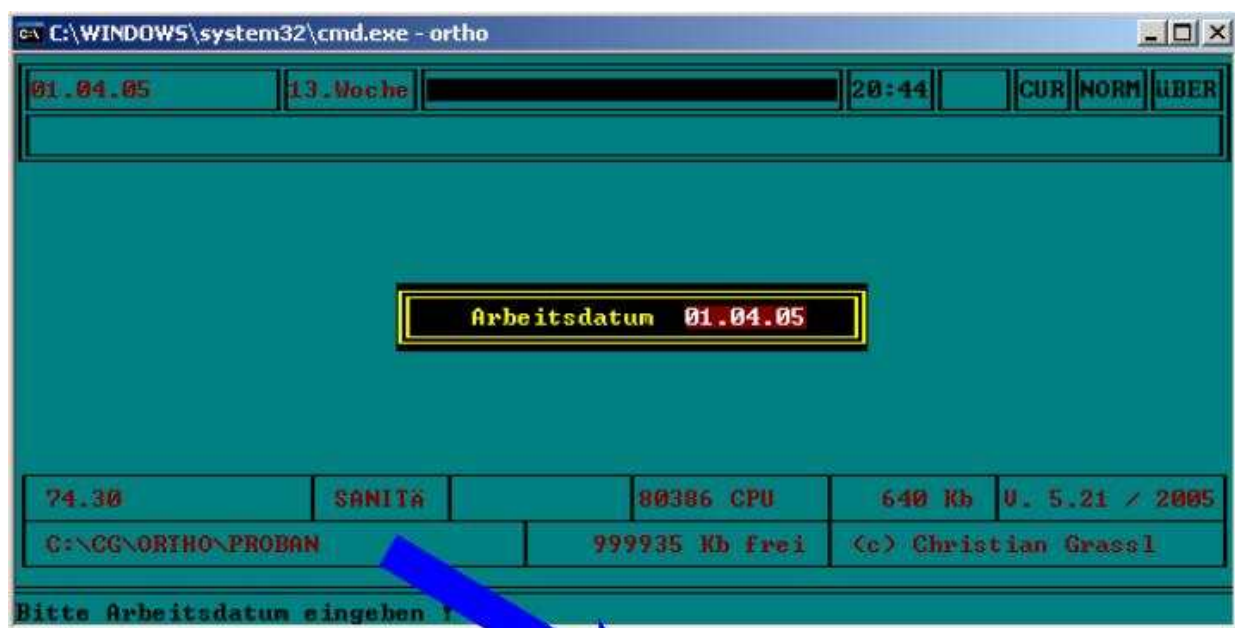 C:\WINDOWS\system32\cmd.exe - ortho
01.04.05 13.Woche 20:44 CUR NORM üBER
Arbeitsdatum 01.04.05
74.30 SANITä 80386 CPU 640 Kb V. 5.21 / 2005
C:\CG\ORTHO\PROBAN 999935 Kb frei (c) Christian Grassl
Bitte Arbeitsdatum eingeben